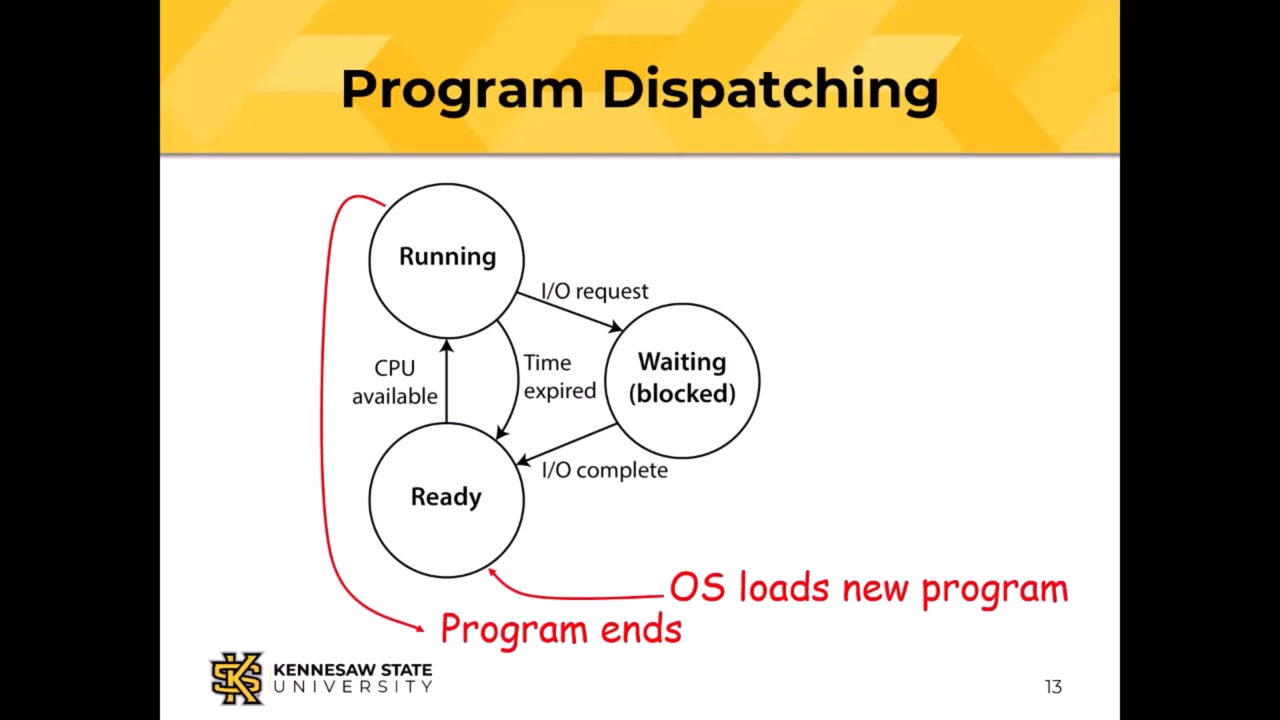 Program Dispatching
Running
I/O request
CPU
available
Time
expired
Waiting
(blocked)
I/O complete
Ready
OS loads new program
Program ends
KS
KENNESAW STATE
UNIVERSITY
13